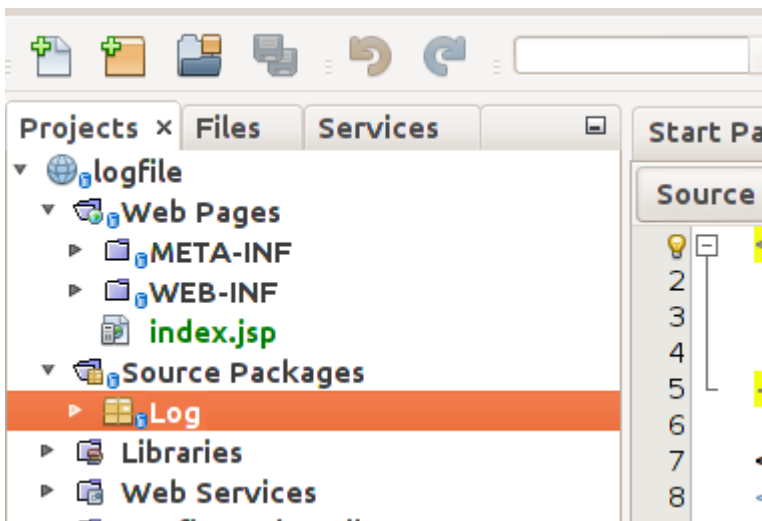 Projects × Files Services
Start Pa
logfile
Web Pages
Source
META-INF
WEB-INF
2
index.jsp
3
4
Source Packages
5
Log
6
Libraries
7
Web Services
8